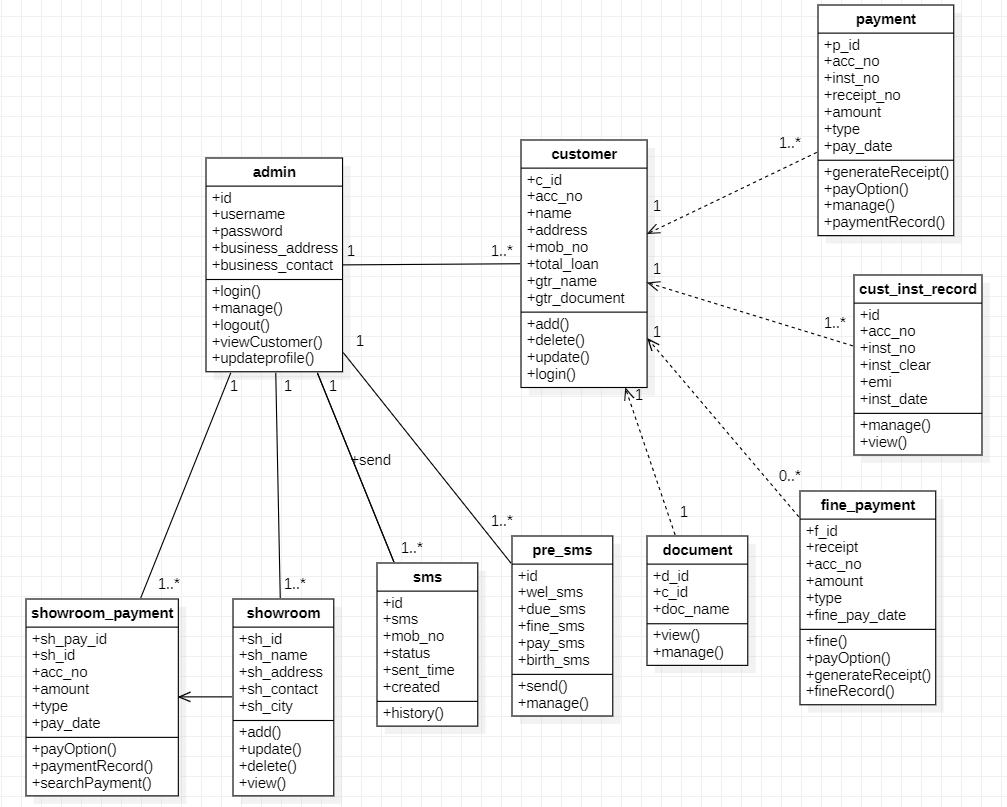 payment
+p_id
+acc_no
+inst_no
+receipt_no
+amount
+type
+pay_date
+generateReceipt()
+payOption()
+manage()
+paymentRecord()
1..*
1
customer
+c_id
+acc_no
+name
+address
+mob_no
+total_loan
+gtr_name
+gtr_document
+add()
+delete()
+update()
+login()
admin
+id
+username
+password
+business_address
+business_contact
+login()
+manage()
+logout()
+viewCustomer()
+updateprofile()
1
1..*
1
1..*
cust_inst_record
+id
+acc_no
+inst_no
+inst_clear
+emi
+inst_date
+manage()
+view()
1
0..*
1
1
1
1
1
1
+send
1..*
1..*
1..*
1..*
fine_payment
+f_id
+receipt
+acc_no
+amount
+type
+fine_pay_date
+fine()
+payOption()
+generateReceipt()
+fineRecord()
document
+d_id
+c_id
+doc_name
+view()
+manage()
pre_sms
+id
+wel_sms
+due_sms
+fine_sms
+pay_sms
+birth_sms
+send()
+manage()
sms
+id
+sms
+mob_no
+status
+sent_time
+created
+history()
showroom_payment
+sh_pay_id
+sh_id
+acc_no
+amount
+type
+pay_date
+payOption()
+paymentRecord()
+searchPayment()
showroom
+sh_id
+sh_name
+sh_address
+sh_contact
+sh_city
+add()
+update()
+delete()
+view()